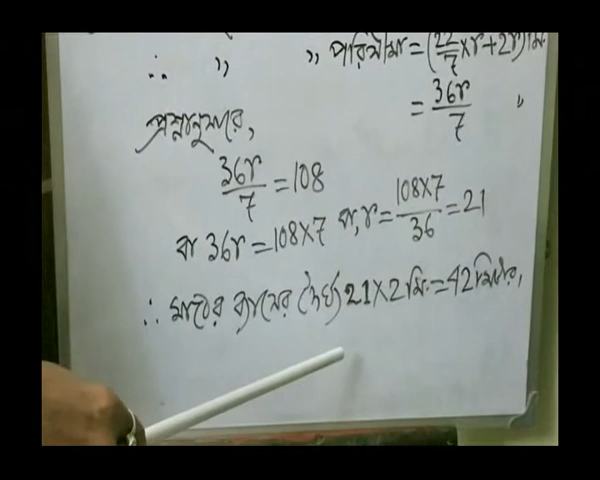 ∴ ,, ,, পরিসীমা = (22/7 × r + 2r) মি.
= 36r/7 ,,
প্রশ্নানুসারে,
36r/7 = 108
বা 36r = 108×7 বা, r = 108×7/36 = 21
∴ মাঠের ব্যাসের দৈর্ঘ্য 21×2 মি. = 42 মিটার,